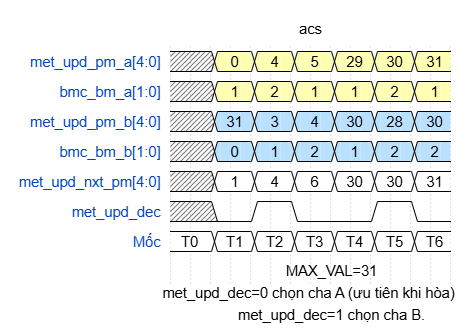 acs
met_upd_pm_a[4:0] 0 4 5 29 30 31
bmc_bm_a[1:0] 1 2 1 1 2 1
met_upd_pm_b[4:0] 31 3 4 30 28 30
bmc_bm_b[1:0] 0 1 2 1 2 2
met_upd_nxt_pm[4:0] 1 4 6 30 30 31
met_upd_dec
Mốc T0 T1 T2 T3 T4 T5 T6
MAX_VAL=31
met_upd_dec=0 chọn cha A (ưu tiên khi hòa)
met_upd_dec=1 chọn cha B.